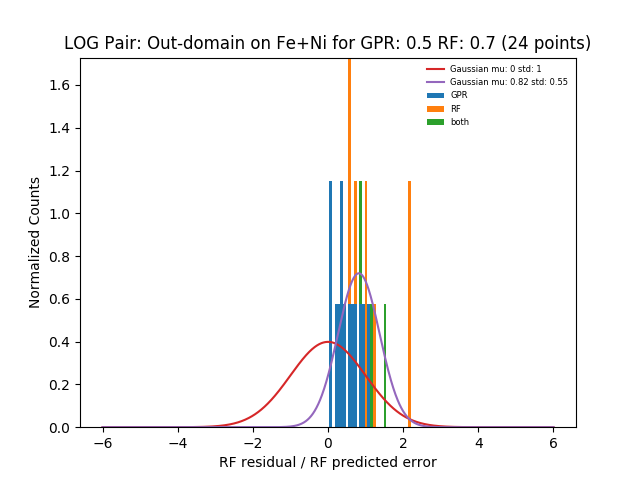 LOG Pair: Out-domain on Fe+Ni for GPR: 0.5 RF: 0.7 (24 points)
Gaussian mu: 0 std: 1
Gaussian mu: 0.82 std: 0.55
GPR
RF
both
Normalized Counts
1.6
1.4
1.2
1.0
0.8
0.6
0.4
0.2
0.0
−6 −4 −2 0 2 4 6
RF residual / RF predicted error